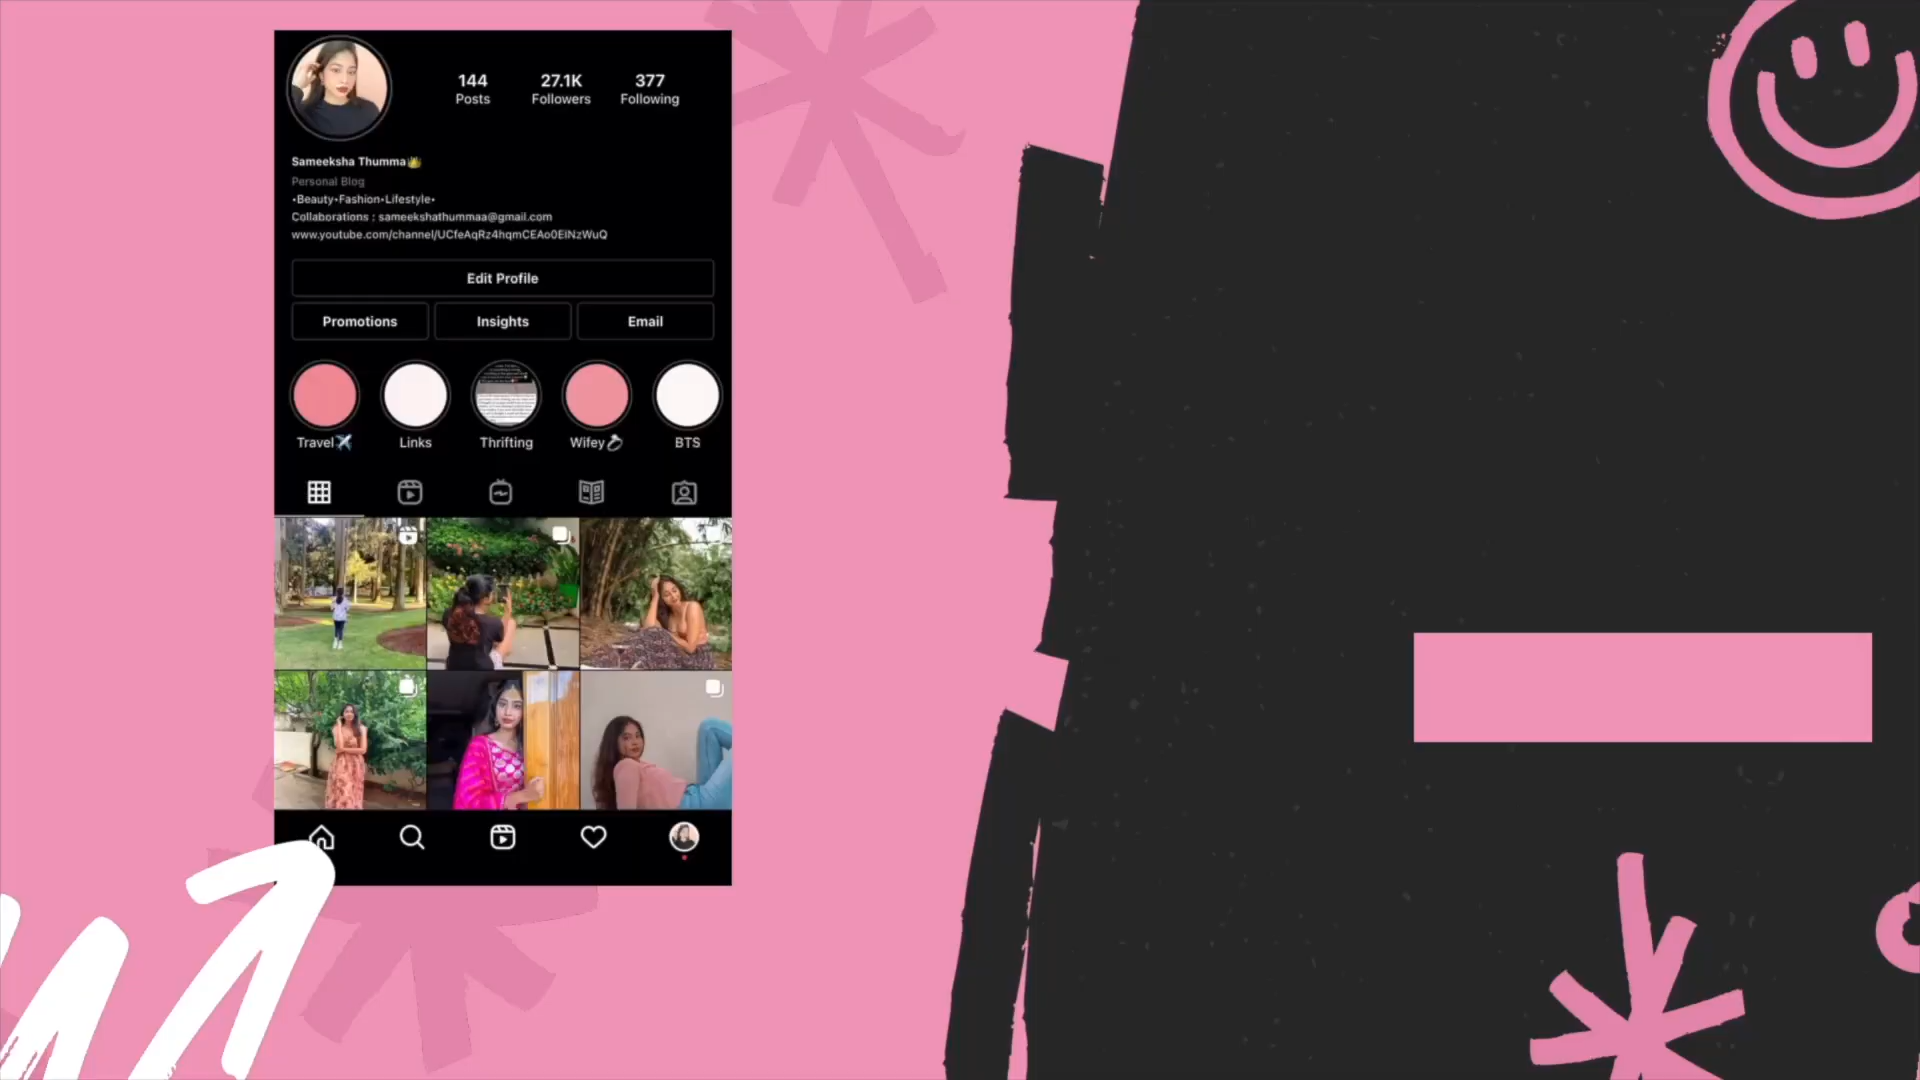 144 27.1K 377
Posts Followers Following
Sameeksha Thumma👑
Personal Blog
•Beauty•Fashion•Lifestyle•
Collaborations : sameekshathummaa@gmail.com
www.youtube.com/channel/UCfeAqRz4hqmCEAo0EiNzWuQ
Edit Profile
Promotions Insights Email
Travel✈️ Links Thrifting Wifey💍 BTS